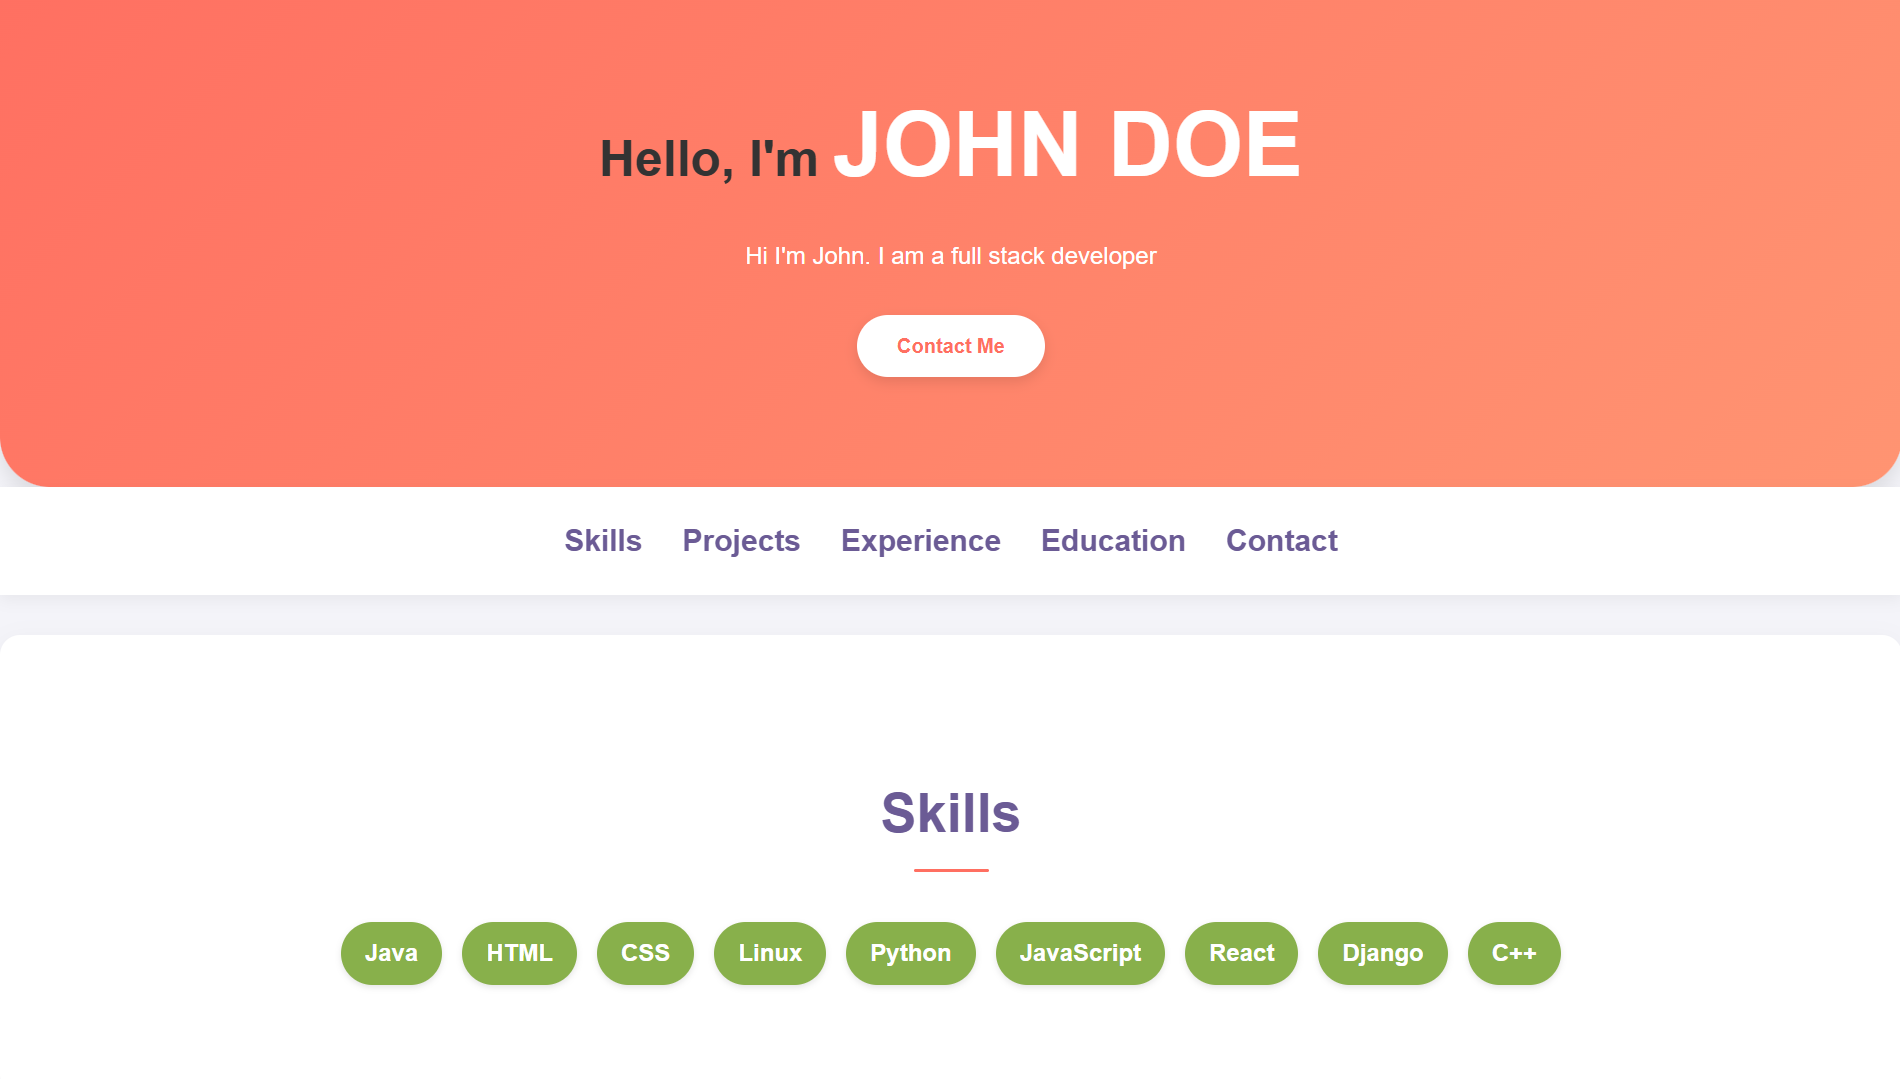 Hello, I'm JOHN DOE
Hi I'm John. I am a full stack developer
Contact Me
Skills Projects Experience Education Contact
Skills
Java HTML CSS Linux Python JavaScript React Django C++